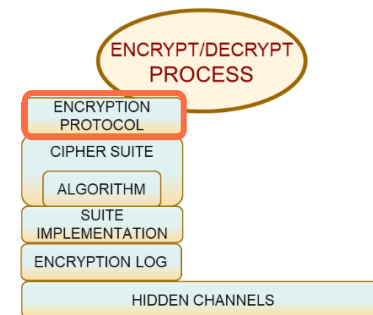 ENCRYPT/DECRYPT
PROCESS
ENCRYPTION
PROTOCOL
CIPHER SUITE
ALGORITHM
SUITE
IMPLEMENTATION
ENCRYPTION LOG
HIDDEN CHANNELS